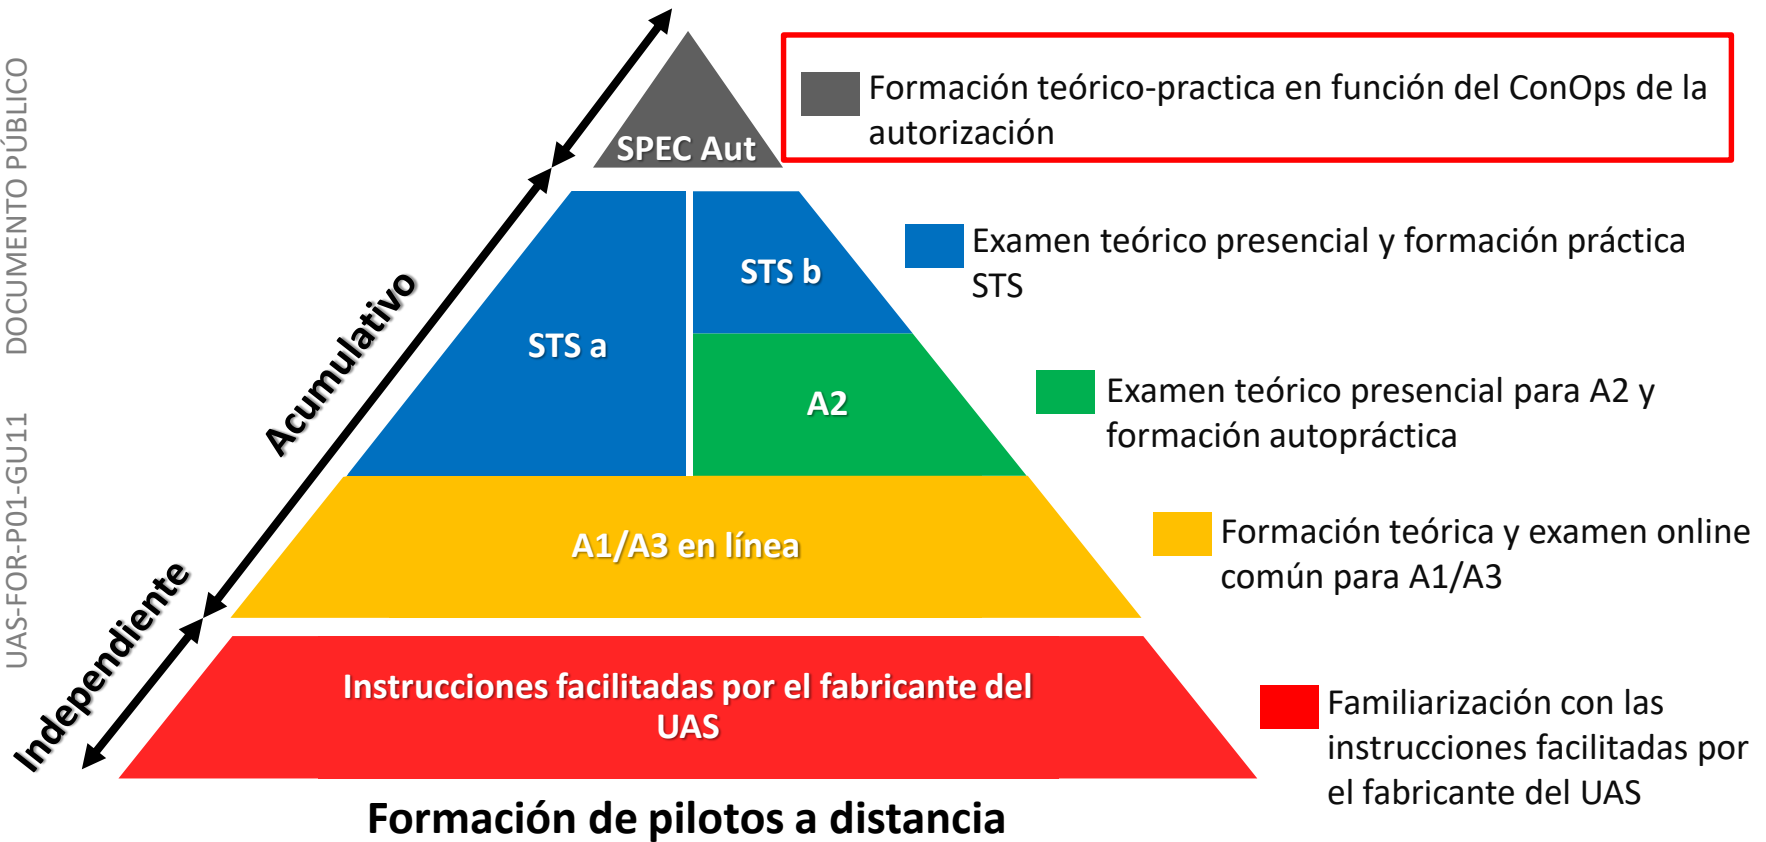 UAS-FOR-P01-GU11 DOCUMENTO PÚBLICO
SPEC Aut
Formación teórico-practica en función del ConOps de la
autorización
STS a
STS b
Examen teórico presencial y formación práctica
STS
A2
Examen teórico presencial para A2 y
formación autopráctica
A1/A3 en línea
Formación teórica y examen online
común para A1/A3
Instrucciones facilitadas por el fabricante del
UAS
Familiarización con las
instrucciones facilitadas por
el fabricante del UAS
Acumulativo
Independiente
Formación de pilotos a distancia